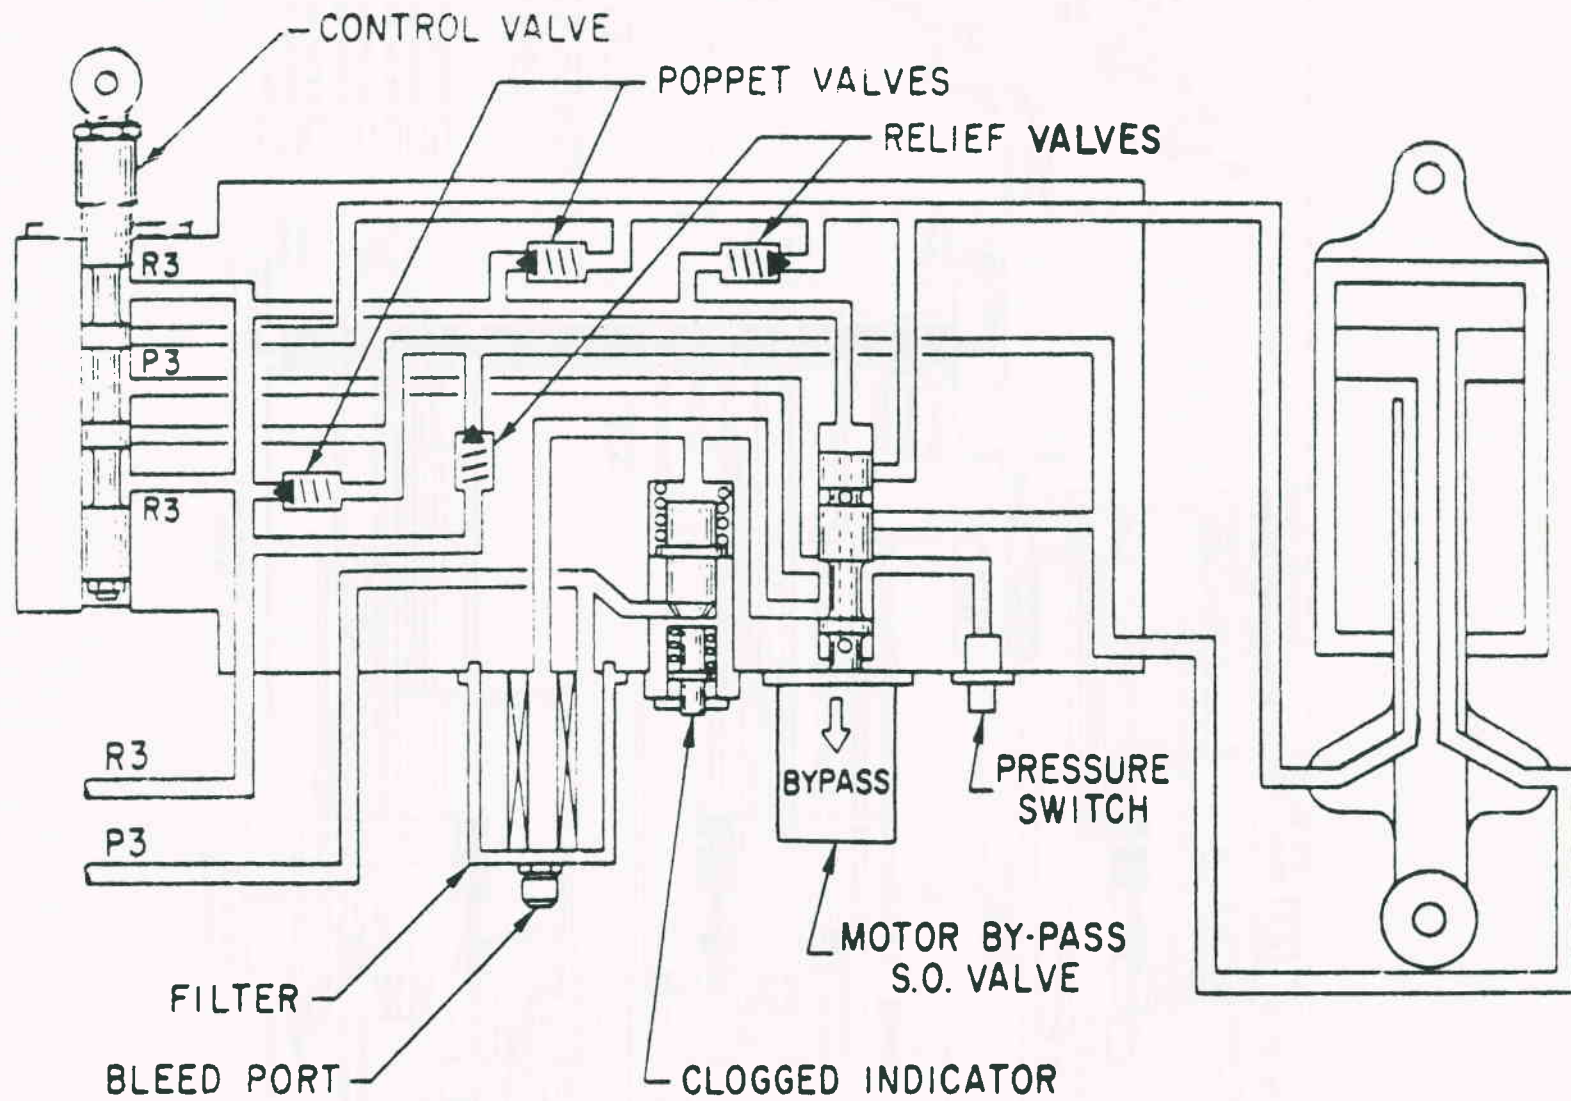 CONTROL VALVE
POPPET VALVES
RELIEF VALVES
R3
P3
R3
R3
P3
BYPASS
PRESSURE
SWITCH
MOTOR BY-PASS
S.O. VALVE
FILTER
BLEED PORT
CLOGGED INDICATOR